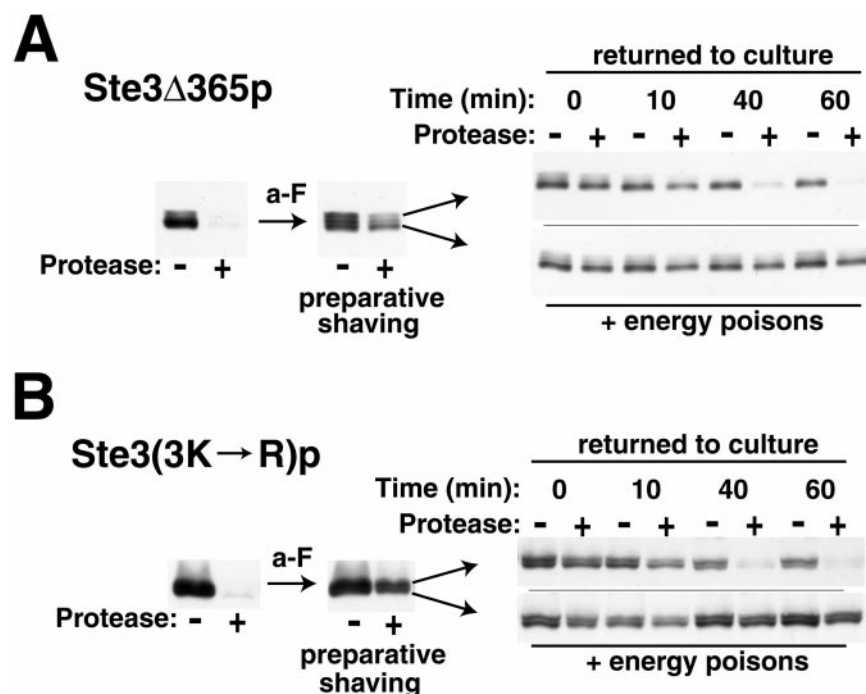 A
Ste3Δ365p
returned to culture
Time (min): 0 10 40 60
Protease: - + - + - + - +
a-F
Protease: - + - +
preparative
shaving
+ energy poisons
B
Ste3(3K→R)p
returned to culture
Time (min): 0 10 40 60
Protease: - + - + - + - +
a-F
Protease: - + - +
preparative
shaving
+ energy poisons